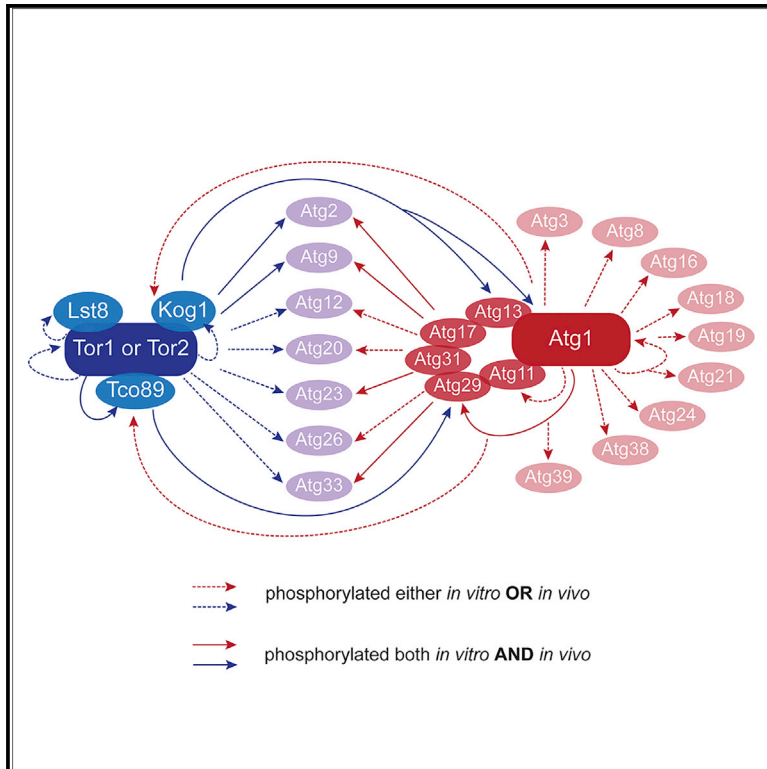 Atg2
Atg9
Atg12
Atg20
Atg23
Atg26
Atg33
Lst8
Kog1
Tor1 or Tor2
Tco89
Atg13
Atg17
Atg31
Atg29
Atg11
Atg1
Atg3
Atg8
Atg16
Atg18
Atg19
Atg21
Atg24
Atg38
Atg39
phosphorylated either in vitro OR in vivo
phosphorylated both in vitro AND in vivo